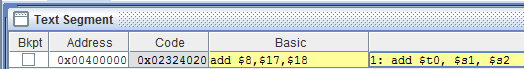 Text Segment
Bkpt Address Code Basic
0x00400000 0x02324020 add $8,$17,$18 1: add $t0, $s1, $s2